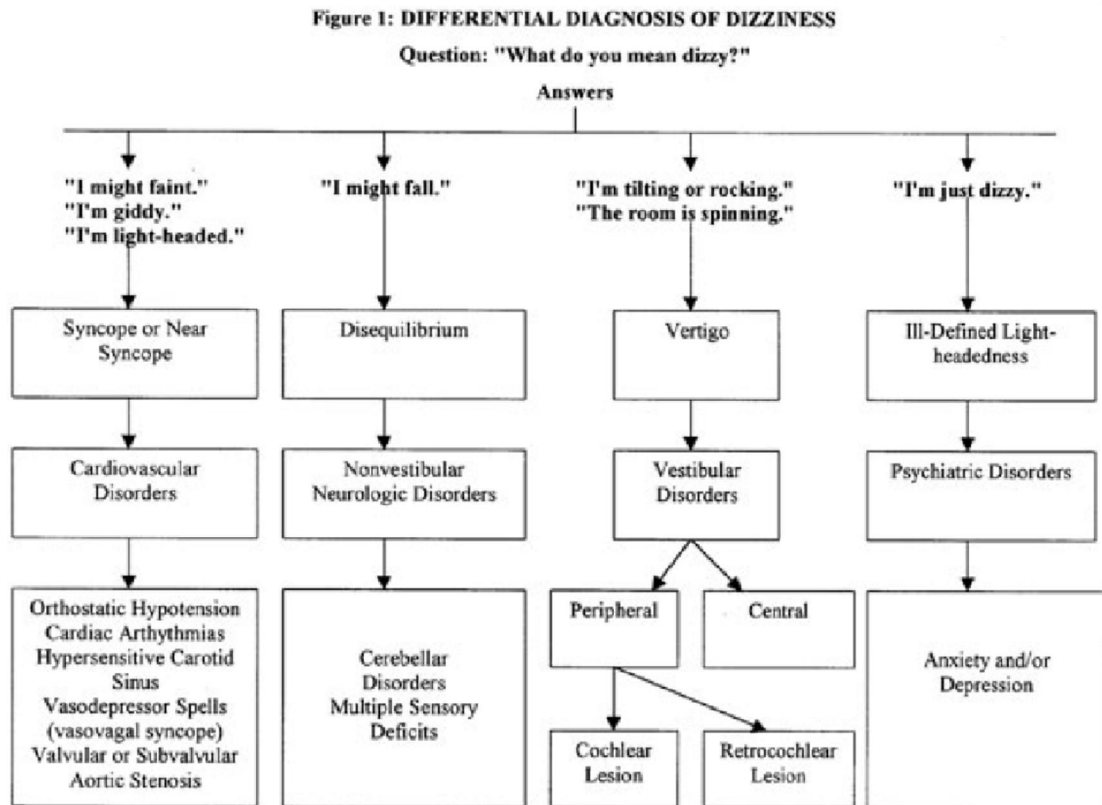 Figure 1: DIFFERENTIAL DIAGNOSIS OF DIZZINESS
Question: "What do you mean dizzy?"
Answers
"I might faint."
"I'm giddy."
"I'm light-headed."
"I might fall."
"I'm tilting or rocking."
"The room is spinning."
"I'm just dizzy."
Syncope or Near
Syncope
Disequilibrium
Vertigo
Ill-Defined Light-
headedness
Cardiovascular
Disorders
Nonvestibular
Neurologic Disorders
Vestibular
Disorders
Psychiatric Disorders
Orthostatic Hypotension
Cardiac Arthythmias
Hypersensitive Carotid
Sinus
Vasodepressor Spells
(vasovagal syncope)
Valvular or Subvalvular
Aortic Stenosis
Cerebellar
Disorders
Multiple Sensory
Deficits
Peripheral
Central
Cochlear
Lesion
Retrocochlear
Lesion
Anxiety and/or
Depression